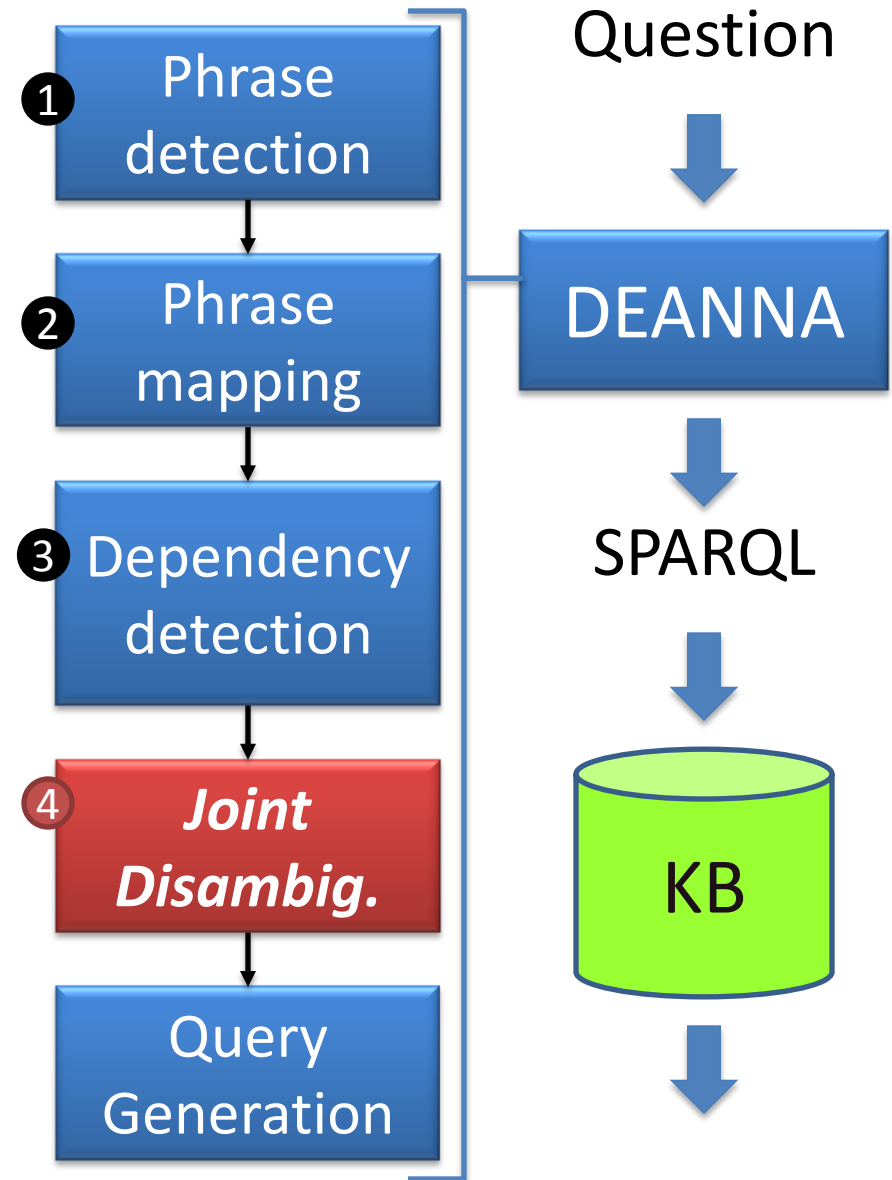 1
Phrase
detection
2
Phrase
mapping
3
Dependency
detection
4
Joint
Disambig.
Query
Generation
Question
DEANNA
SPARQL
KB